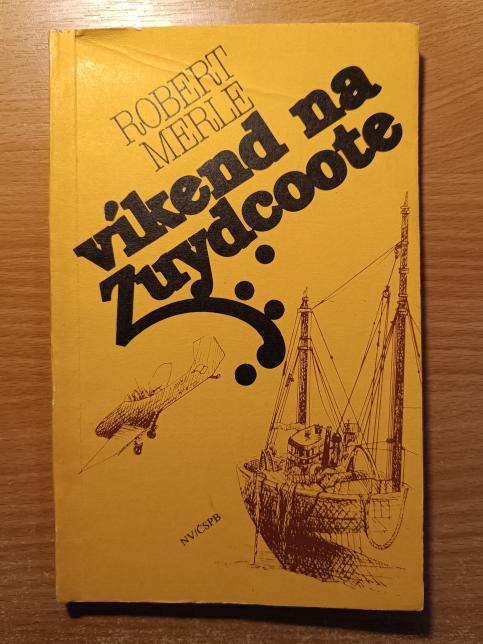 ROBERT
MERLE
víkend na
Zuydcoote
NV/ČSPB